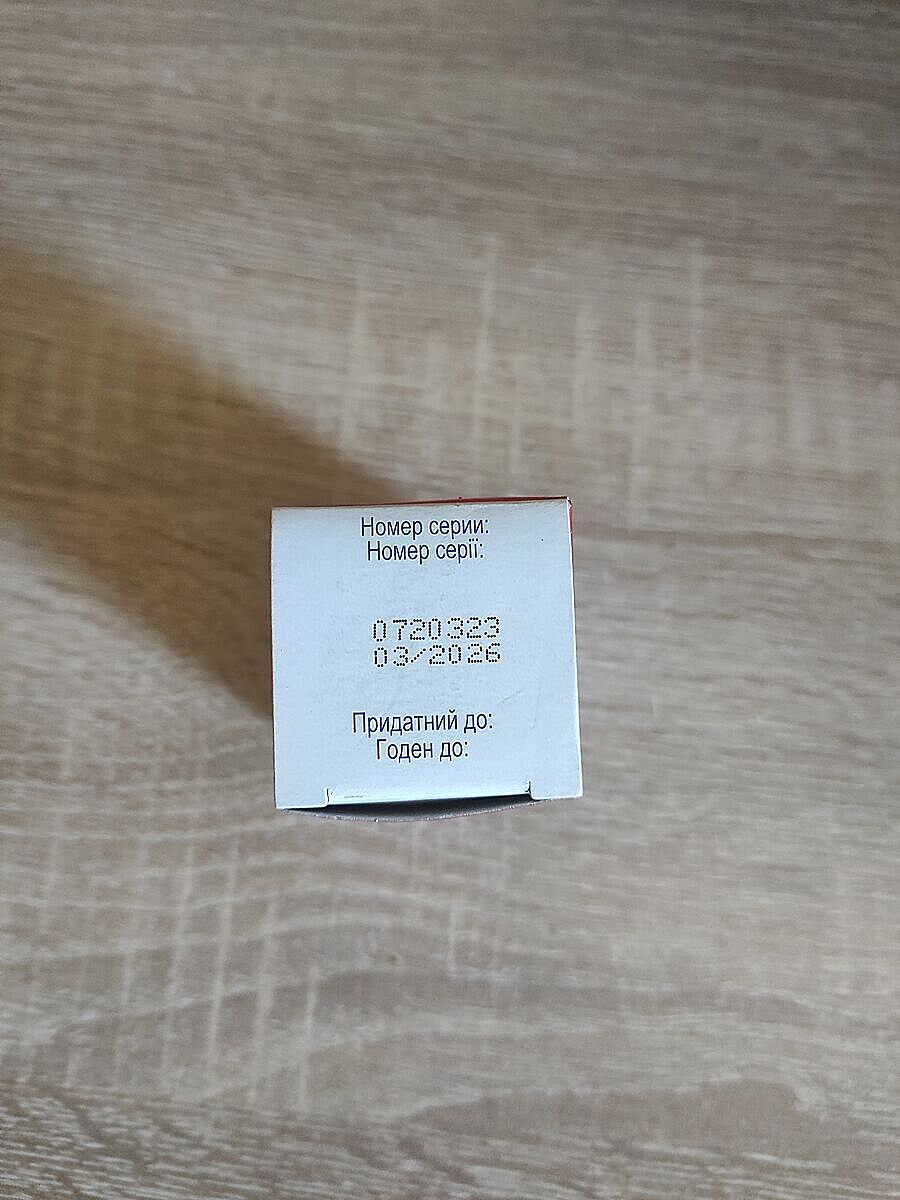 Номер серии:
Номер серії:
0720323
03/2026
Придатний до:
Годен до: